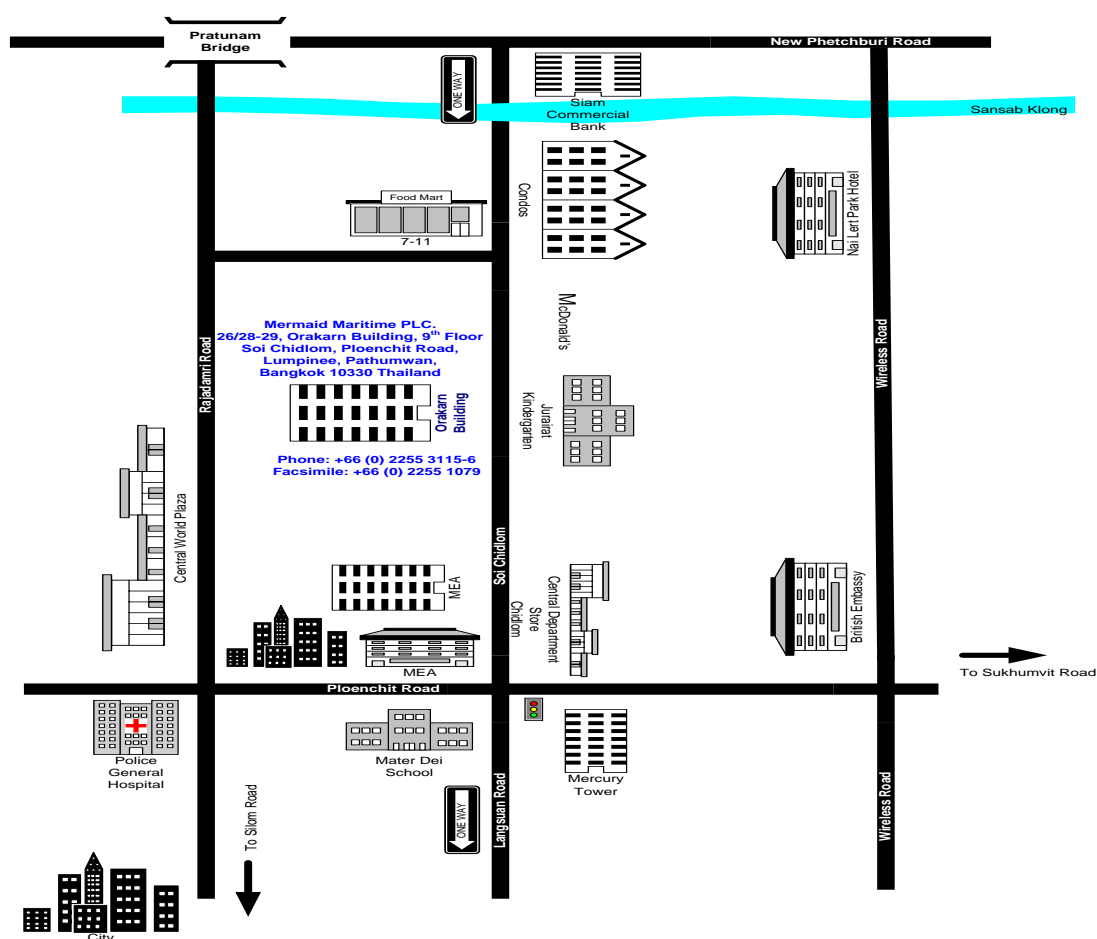 Pratunam
Bridge
New Phetchburi Road
ONE WAY
Siam
Commercial
Bank
Sansab Klong
Condos
Food Mart
7-11
Nai Lert Park Hotel
McDonald's
Mermaid Maritime PLC.
26/28-29, Orakarn Building, 9th Floor
Soi Chidlom, Ploenchit Road,
Lumpinee, Pathumwan,
Bangkok 10330 Thailand
Rajadamri Road
Wireless Road
Orakarn
Building
Jurairat
Kindergarten
Phone: +66 (0) 2255 3115-6
Facsimile: +66 (0) 2255 1079
Central World Plaza
Soi Chidlom
MEA
Central Department
Store
Chidlom
British Embassy
MEA
To Sukhumvit Road
Ploenchit Road
Police
General
Hospital
Mater Dei
School
Mercury
Tower
To Silom Road
ONE WAY
Langsuan Road
Wireless Road
City